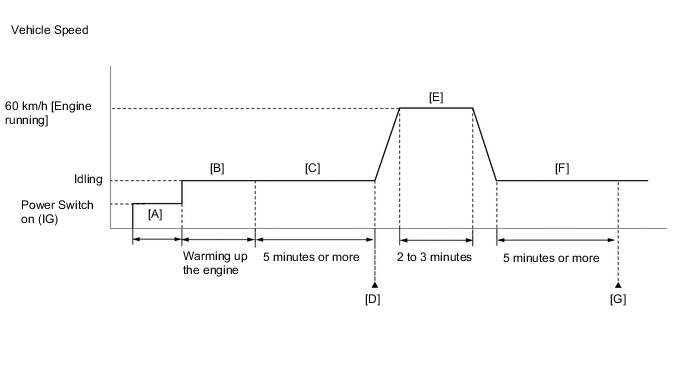 Vehicle Speed
[E]
60 km/h [Engine
running]
[B]
[C]
[F]
Idling
Power Switch
on (IG)
[A]
Warming up
the engine
5 minutes or more
2 to 3 minutes
5 minutes or more
[D]
[G]